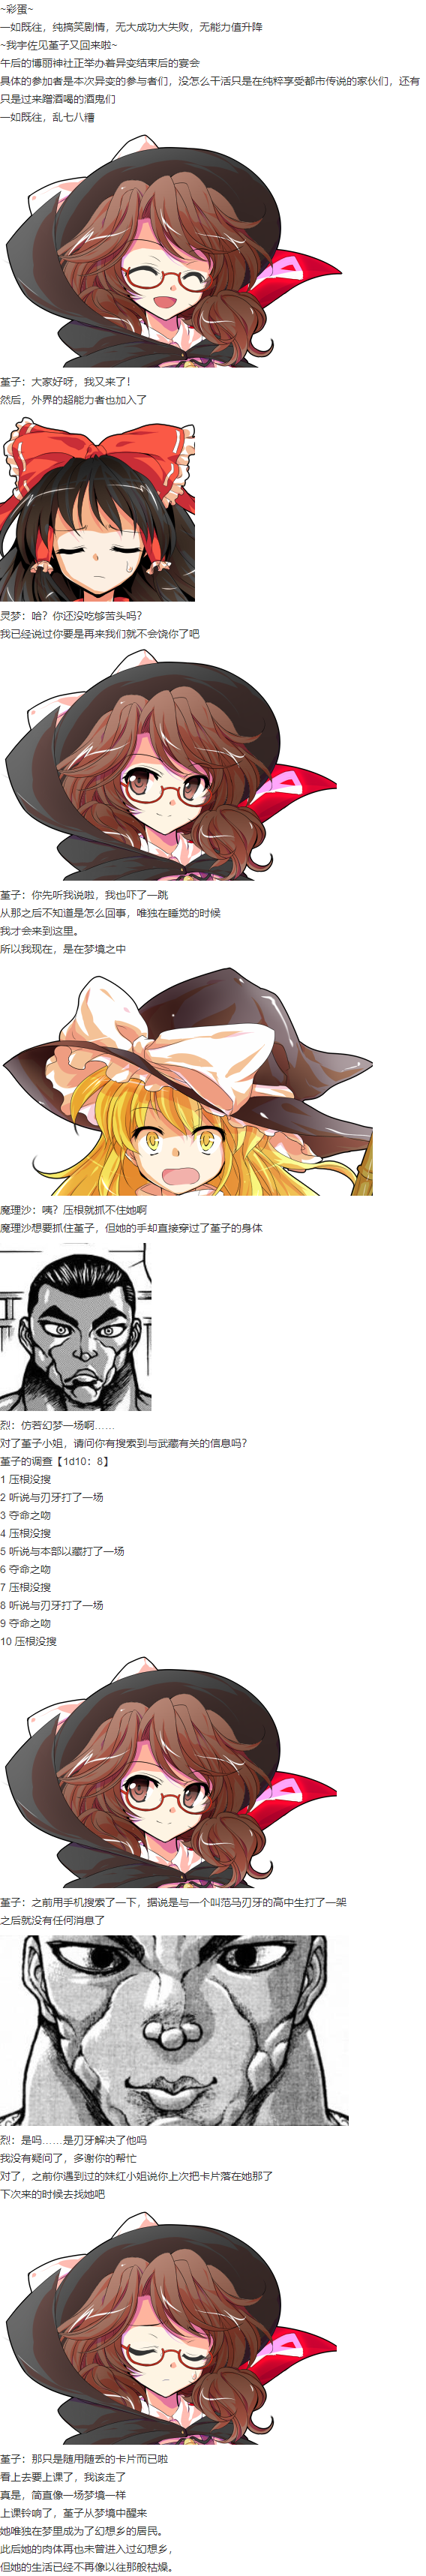 ~彩蛋~
一如既往，纯搞笑剧情，无大成功大失败，无能力值升降
~我宇佐见堇子又回来啦~
午后的博丽神社正举办着异变结束后的宴会
具体的参加者是本次异变的参与者们，没怎么干活只是在纯粹享受都市传说的家伙们，还有
只是过来蹭酒喝的酒鬼们
一如既往，乱七八糟
堇子：大家好呀，我又来了！
然后，外界的超能力者也加入了
灵梦：哈？你还没吃够苦头吗？
我已经说过你要是再来我们就不会饶你了吧
堇子：你先听我说啦，我也吓了一跳
从那之后不知道是怎么回事，唯独在睡觉的时候
我才会来到这里。
所以我现在，是在梦境之中
魔理沙：咦？压根就抓不住她啊
魔理沙想要抓住堇子，但她的手却直接穿过了堇子的身体
烈：仿若幻梦一场啊……
对了堇子小姐，请问你有搜索到与武藏有关的信息吗？
堇子的调查【1d10：8】
1 压根没搜
2 听说与刃牙打了一场
3 夺命之吻
4 压根没搜
5 听说与本部以藏打了一场
6 夺命之吻
7 压根没搜
8 听说与刃牙打了一场
9 夺命之吻
10 压根没搜
堇子：之前用手机搜索了一下，据说是与一个叫范马刃牙的高中生打了一架
之后就没有任何消息了
烈：是吗……是刃牙解决了他吗
我没有疑问了，多谢你的帮忙
对了，之前你遇到过的妹红小姐说你上次把卡片落在她那了
下次来的时候去找她吧
堇子：那只是随用随丢的卡片而已啦
看上去要上课了，我该走了
真是，简直像一场梦境一样
上课铃响了，堇子从梦境中醒来
她唯独在梦里成为了幻想乡的居民。
此后她的肉体再也未曾进入过幻想乡，
但她的生活已经不再像以往那般枯燥。